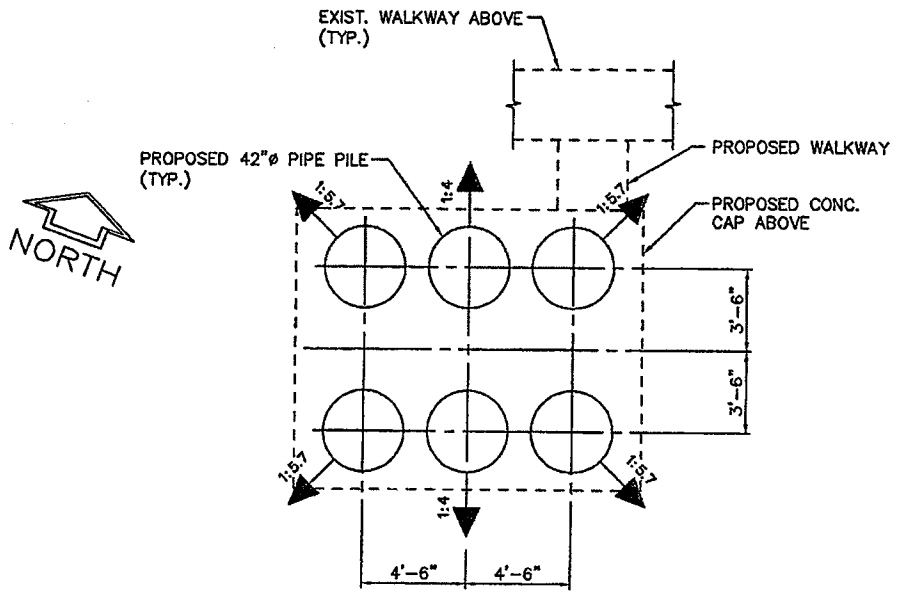 EXIST. WALKWAY ABOVE
(TYP.)
PROPOSED 42"ø PIPE PILE
(TYP.)
PROPOSED WALKWAY
PROPOSED CONC.
CAP ABOVE
NORTH
1:5.7
1:4
1:5.7
3'-6"
3'-6"
1:5.7
1:4
1:5.7
4'-6"
4'-6"